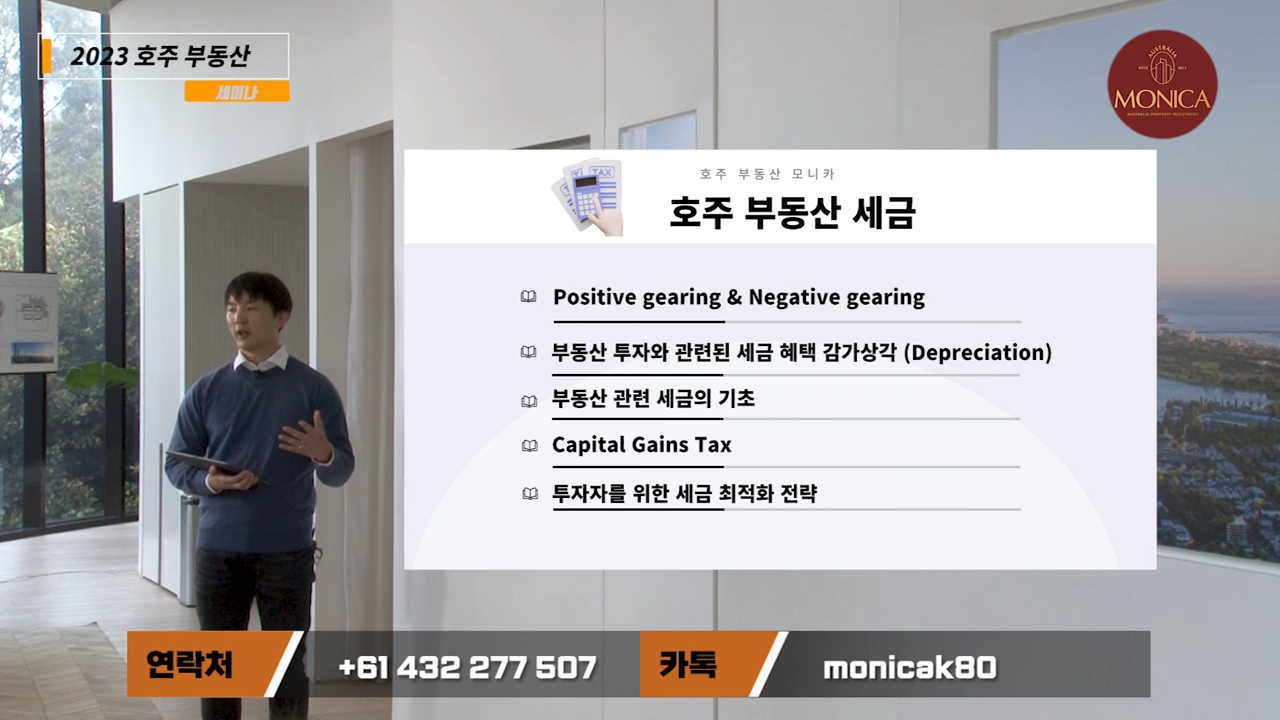 2023 호주 부동산
세미나
AUSTRALIA
MONICA
AUSTRALIA PROPERTY INVESTMENT
TAX
호주 부동산 모니카
호주 부동산 세금
Positive gearing & Negative gearing
부동산 투자와 관련된 세금 혜택 감가상각 (Depreciation)
부동산 관련 세금의 기초
Capital Gains Tax
투자자를 위한 세금 최적화 전략
연락처
+61 432 277 507
카톡
monicak80